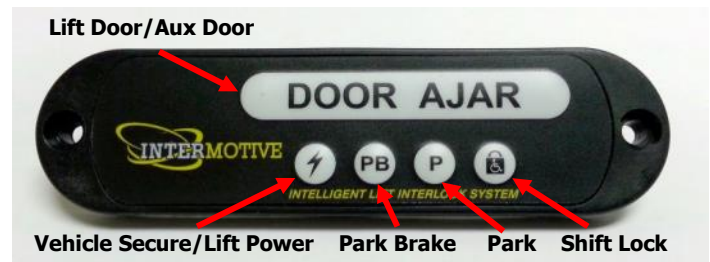 Lift Door/Aux Door
DOOR AJAR
INTERMOTIVE
PB P
INTELLIGENT LIFT INTERLOCK SYSTEM
Vehicle Secure/Lift Power Park Brake Park Shift Lock